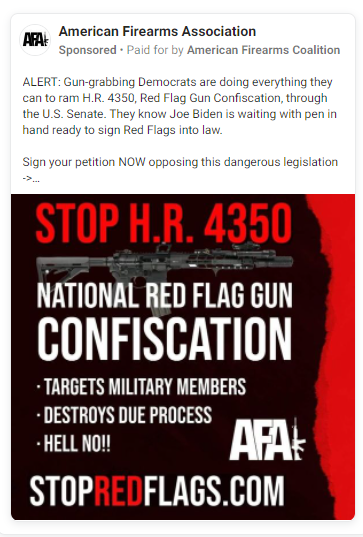 AFA
American Firearms Association
Sponsored · Paid for by American Firearms Coalition
ALERT: Gun-grabbing Democrats are doing everything they
can to ram H.R. 4350, Red Flag Gun Confiscation, through
the U.S. Senate. They know Joe Biden is waiting with pen in
hand ready to sign Red Flags into law.
Sign your petition NOW opposing this dangerous legislation
->...
STOP H.R. 4350
NATIONAL RED FLAG GUN
CONFISCATION
· TARGETS MILITARY MEMBERS
· DESTROYS DUE PROCESS
· HELL NO!!
AFA
STOPREDFLAGS.COM